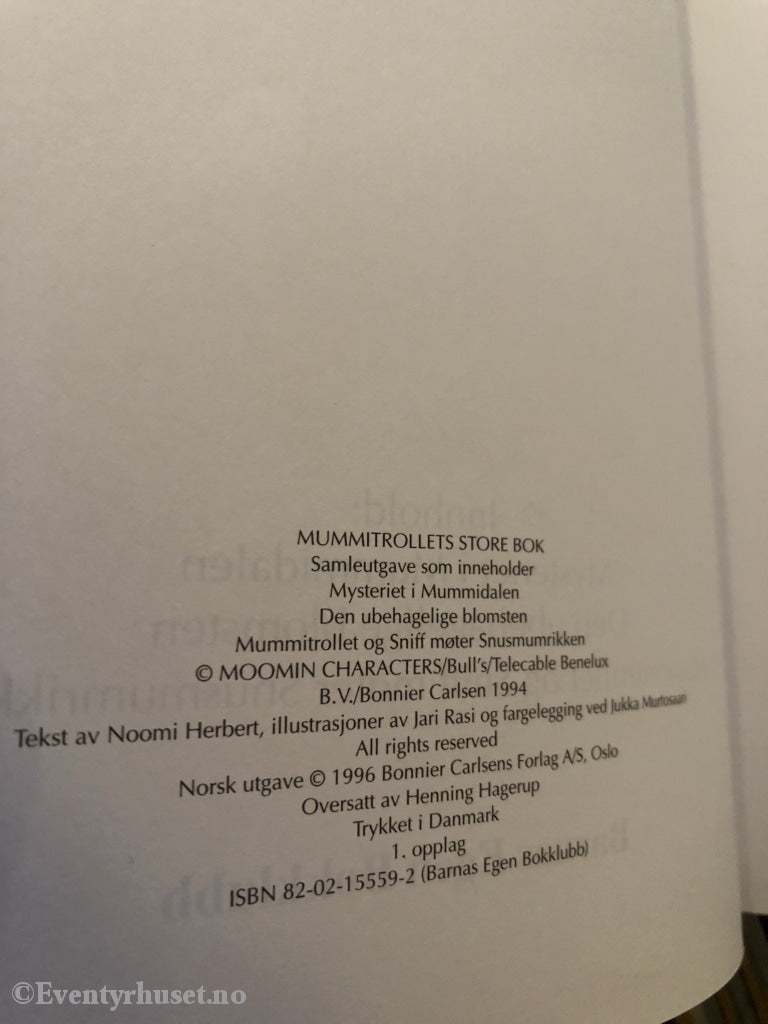 MUMMITROLLETS STORE BOK
Samleutgave som inneholder
Mysteriet i Mummidalen
Den ubehagelige blomsten
Mummitrollet og Sniff møter Snusmumrikken
© MOOMIN CHARACTERS/Bull's/Telecable Benelux
B.V./Bonnier Carlsen 1994
Tekst av Noomi Herbert, illustrasjoner av Jari Rasi og fargelegging ved Jukka Murtosaari
All rights reserved
Norsk utgave © 1996 Bonnier Carlsens Forlag A/S, Oslo
Oversatt av Henning Hagerup
Trykket i Danmark
1. opplag
ISBN 82-02-15559-2 (Barnas Egen Bokklubb)
©Eventyrhuset.no